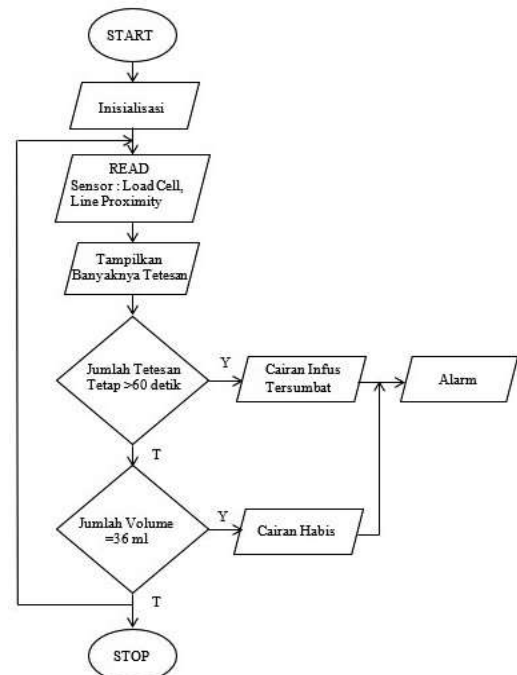 START
Inisialisasi
READ
Sensor : Load Cell,
Line Proximity
Tampilkan
Banyaknya Tetesan
Jumlah Tetesan
Tetap >60 detik
Y
Cairan Infus
Tersumbat
Alarm
T
Jumlah Volume
=36 ml
Y
Cairan Habis
T
STOP